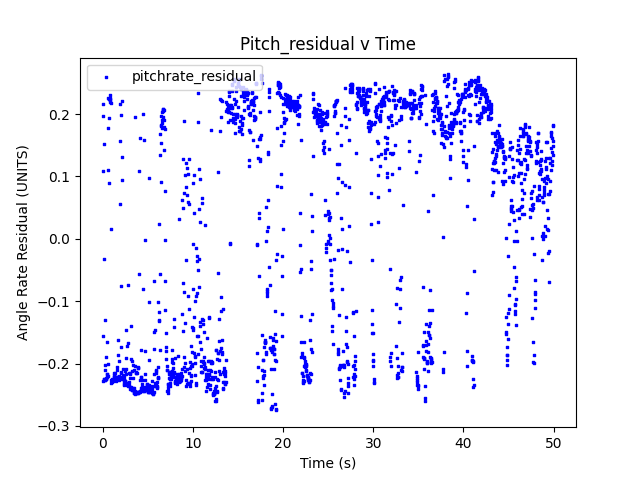 Pitch_residual v Time
pitchrate_residual
Angle Rate Residual (UNITS)
0.2
0.1
0.0
−0.1
−0.2
−0.3
0 10 20 30 40 50
Time (s)